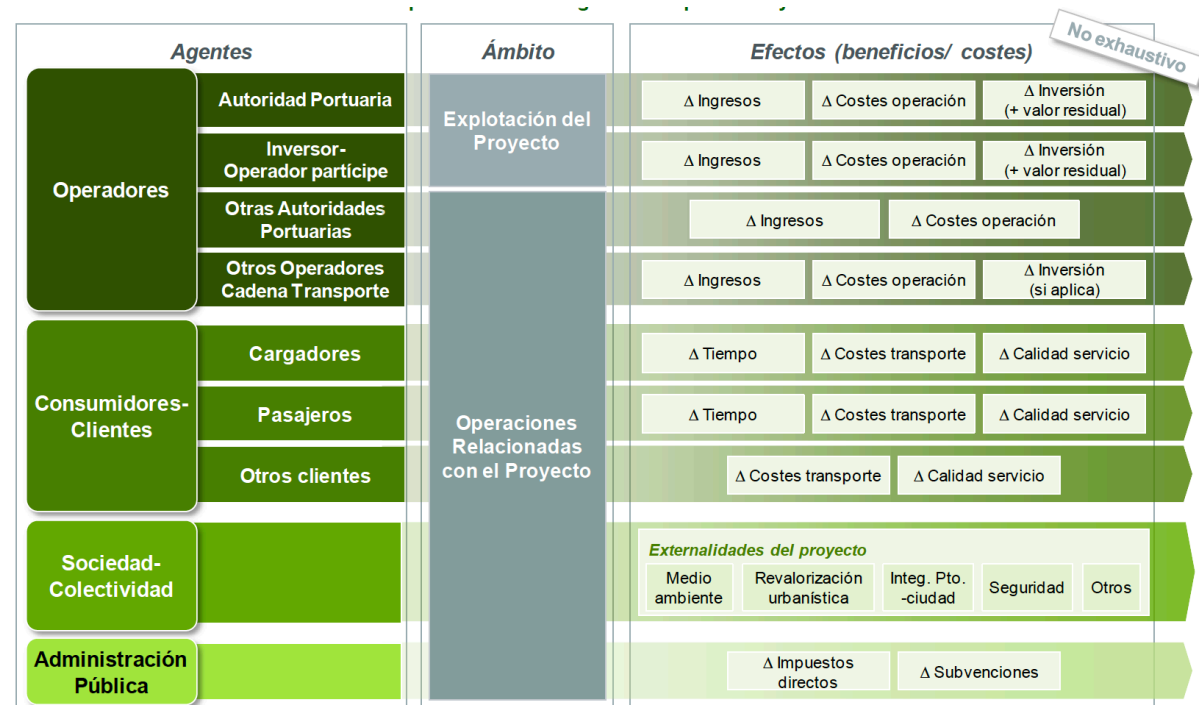 Agentes
Ámbito
Efectos (beneficios/ costes)
No exhaustivo
Operadores
Autoridad Portuaria
Explotación del
Proyecto
Δ Ingresos
Δ Costes operación
Δ Inversión
(+ valor residual)
Inversor-
Operador partícipe
Δ Ingresos
Δ Costes operación
Δ Inversión
(+ valor residual)
Otras Autoridades
Portuarias
Operaciones
Relacionadas
con el Proyecto
Δ Ingresos
Δ Costes operación
Otros Operadores
Cadena Transporte
Δ Ingresos
Δ Costes operación
Δ Inversión
(si aplica)
Consumidores-
Clientes
Cargadores
Δ Tiempo
Δ Costes transporte
Δ Calidad servicio
Pasajeros
Δ Tiempo
Δ Costes transporte
Δ Calidad servicio
Otros clientes
Δ Costes transporte
Δ Calidad servicio
Sociedad-
Colectividad
Externalidades del proyecto
Medio
ambiente
Revalorización
urbanística
Integ. Pto.
-ciudad
Seguridad
Otros
Administración
Pública
Δ Impuestos
directos
Δ Subvenciones